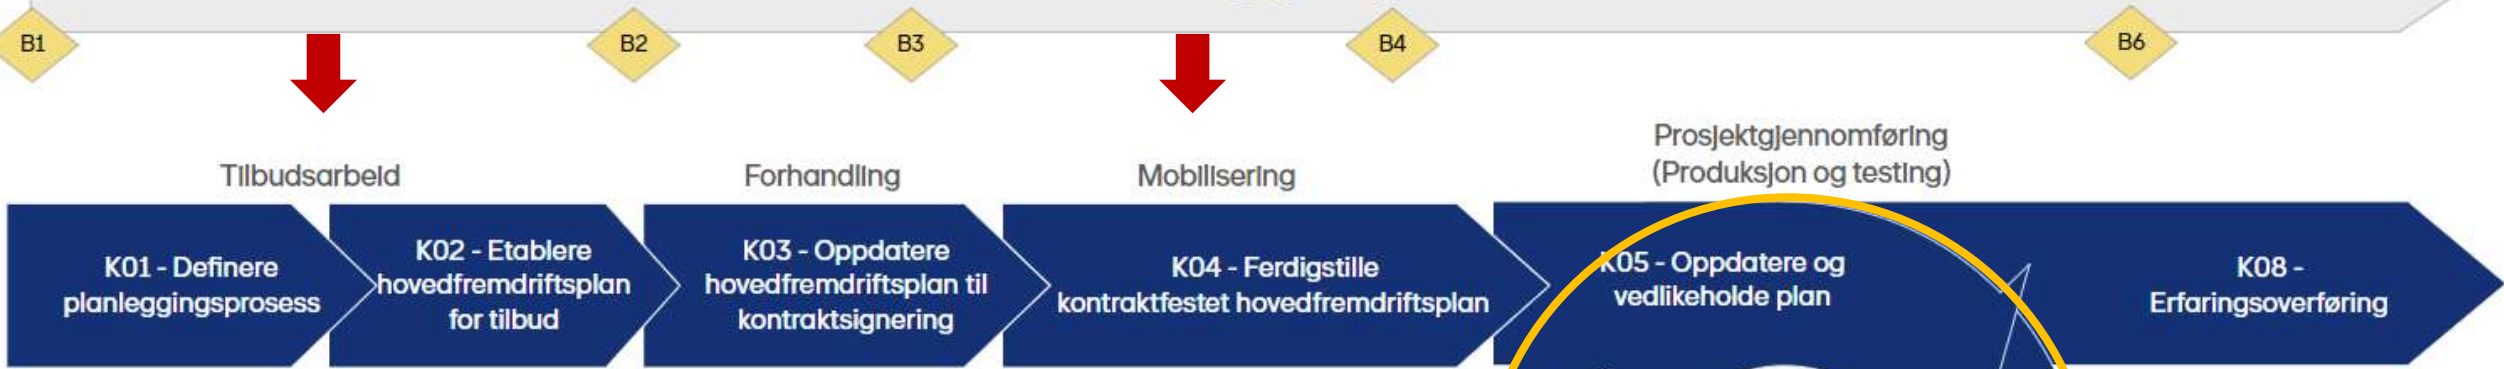 B1
B2
B3
B4
B6
Tilbudsarbeid
Forhandling
Mobilisering
Prosjektgjennomføring
(Produksjon og testing)
K01 - Definere
planleggingsprosess
K02 - Etablere
hovedfremdriftsplan
for tilbud
K03 - Oppdatere
hovedfremdriftsplan til
kontraktsignering
K04 - Ferdigstille
kontraktfestet hovedfremdriftsplan
K05 - Oppdatere og
vedlikeholde plan
K08 -
Erfaringsoverføring